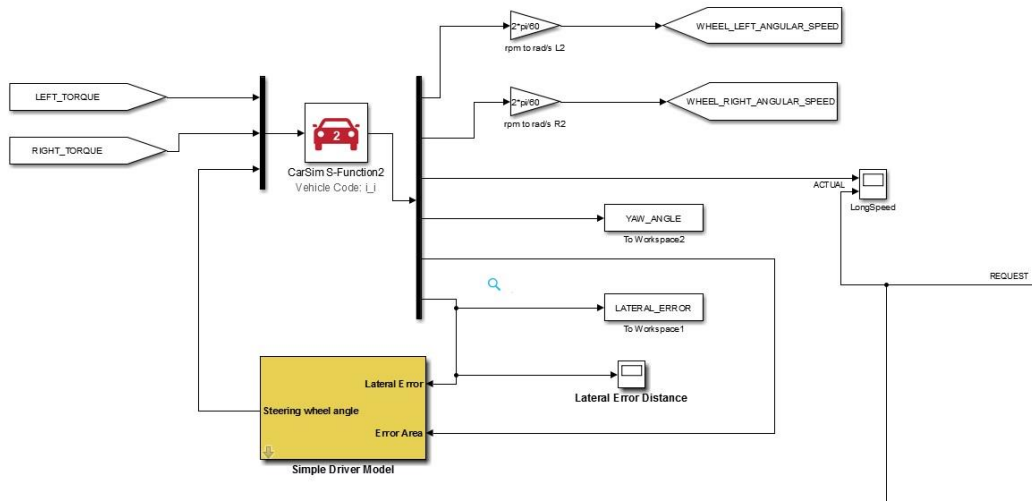 2*pi/60
WHEEL_LEFT_ANGULAR_SPEED
rpm to rad/s L2
LEFT_TORQUE
2*pi/60
WHEEL_RIGHT_ANGULAR_SPEED
rpm to rad/s R2
RIGHT_TORQUE
2
CarSim S-Function2
Vehicle Code: i_i
ACTUAL
LongSpeed
YAW_ANGLE
To Workspace2
REQUEST
LATERAL_ERROR
To Workspace1
Lateral Error
Lateral Error Distance
Steering wheel angle
Error Area
Simple Driver Model